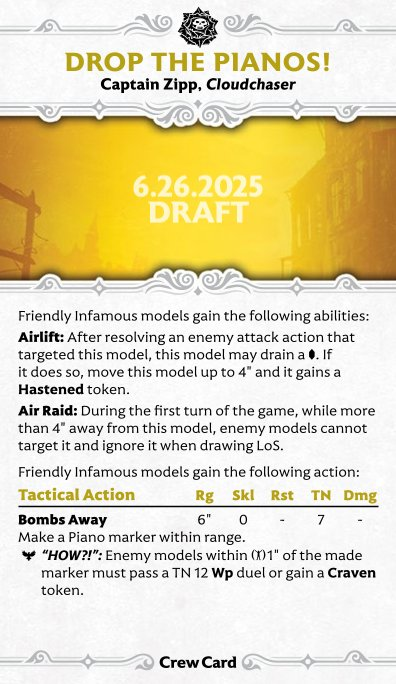 DROP THE PIANOS!
Captain Zipp, Cloudchaser
6.26.2025
DRAFT
Friendly Infamous models gain the following abilities:
Airlift: After resolving an enemy attack action that
targeted this model, this model may drain a . If
it does so, move this model up to 4" and it gains a
Hastened token.
Air Raid: During the first turn of the game, while more
than 4" away from this model, enemy models cannot
target it and ignore it when drawing LoS.
Friendly Infamous models gain the following action:
Tactical Action Rg Skl Rst TN Dmg
Bombs Away 6" 0 - 7 -
Make a Piano marker within range.
“HOW?!”: Enemy models within 1" of the made
marker must pass a TN 12 Wp duel or gain a Craven
token.
Crew Card